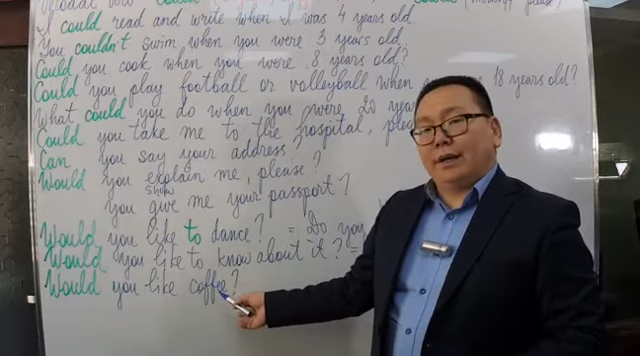 I could read and write when I was 4 years old
You couldn't swim when you were 3 years old
Could you cook when you were 8 years old?
Could you play football or volleyball when 18 years old?
What could you do when you were 20
Could you take me to the hospital,
Can you say your address?
Would you explain me, please?
show
you give me your passport?
Would you like to dance? = Do you
Would you like to know about it? =
Would you like coffee?